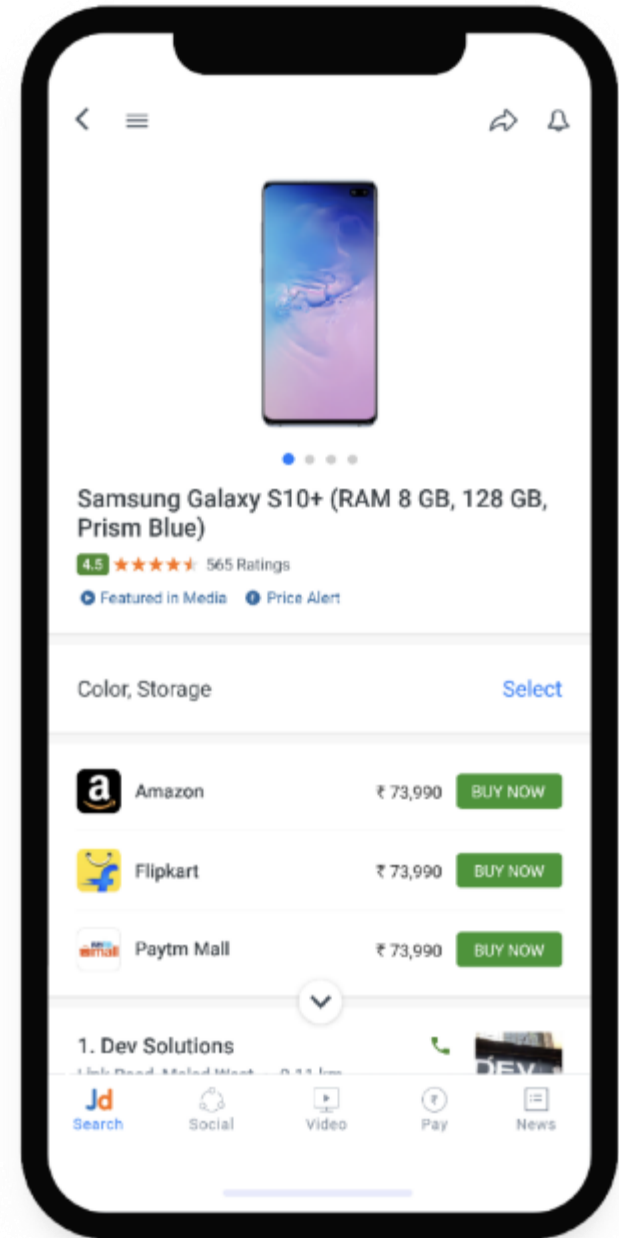 Samsung Galaxy S10+ (RAM 8 GB, 128 GB,
Prism Blue)
4.5 565 Ratings
Featured in Media Price Alert
Color, Storage Select
a Amazon ₹ 73,990 BUY NOW
Flipkart ₹ 73,990 BUY NOW
mall Paytm Mall ₹ 73,990 BUY NOW
1. Dev Solutions
DEV
Jd
Search Social Video Pay News